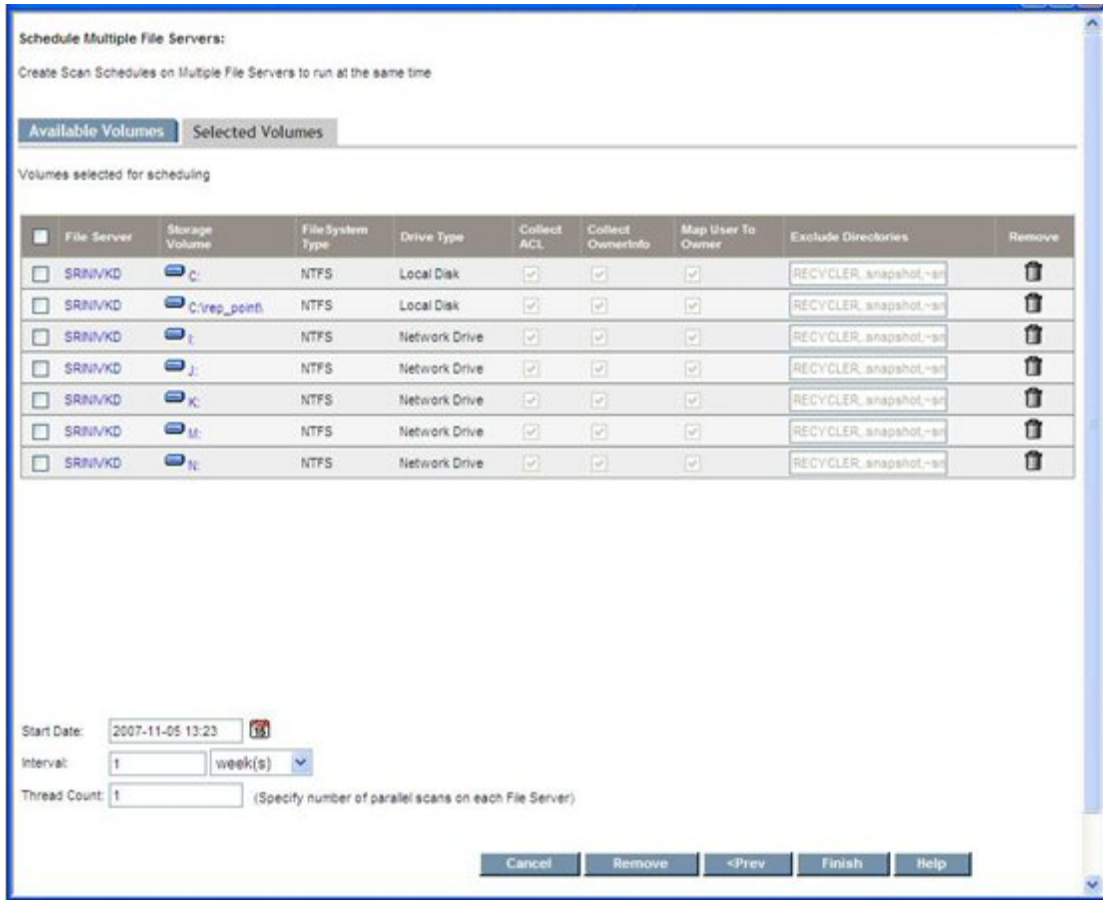 Schedule Multiple File Servers:
Create Scan Schedules on Multiple File Servers to run at the same time
Available Volumes Selected Volumes
Volumes selected for scheduling
File Server Storage Volume FileSystem Type Drive Type Collect ACL Collect OwnerInfo Map User To Owner Exclude Directories Remove
SRINIVKD C: NTFS Local Disk RECYCLER,.snapshot,~sn
SRINIVKD C:\rep_point\ NTFS Local Disk RECYCLER,.snapshot,~sn
SRINIVKD I: NTFS Network Drive RECYCLER,.snapshot,~sn
SRINIVKD J: NTFS Network Drive RECYCLER,.snapshot,~sn
SRINIVKD K: NTFS Network Drive RECYCLER,.snapshot,~sn
SRINIVKD M: NTFS Network Drive RECYCLER,.snapshot,~sn
SRINIVKD N: NTFS Network Drive RECYCLER,.snapshot,~sn
Start Date: 2007-11-05 13:23 15
Interval: 1 week(s)
Thread Count: 1 (Specify number of parallel scans on each File Server)
Cancel Remove <Prev Finish Help